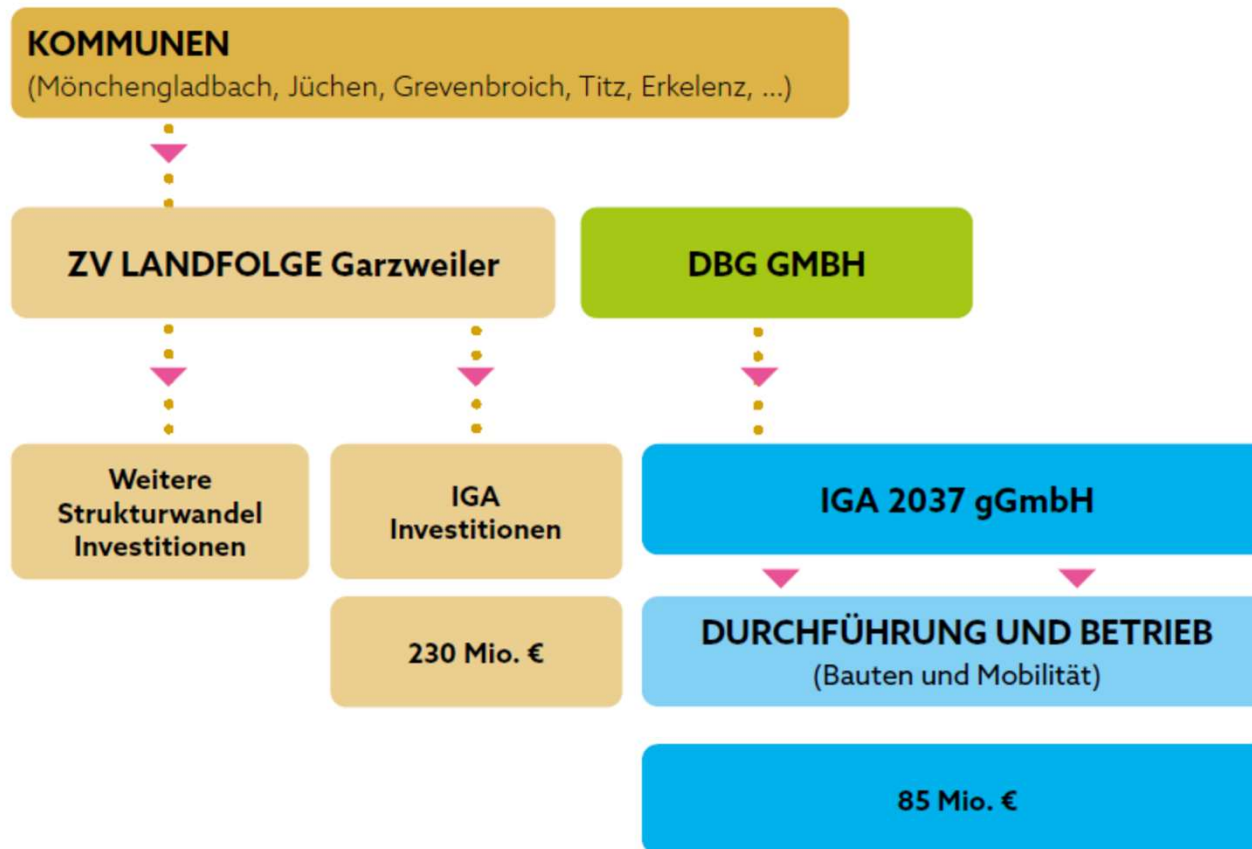 KOMMUNEN
(Mönchengladbach, Jüchen, Grevenbroich, Titz, Erkelenz, ...)
ZV LANDFOLGE Garzweiler
DBG GMBH
Weitere
Strukturwandel
Investitionen
IGA
Investitionen
IGA 2037 gGmbH
230 Mio. €
DURCHFÜHRUNG UND BETRIEB
(Bauten und Mobilität)
85 Mio. €